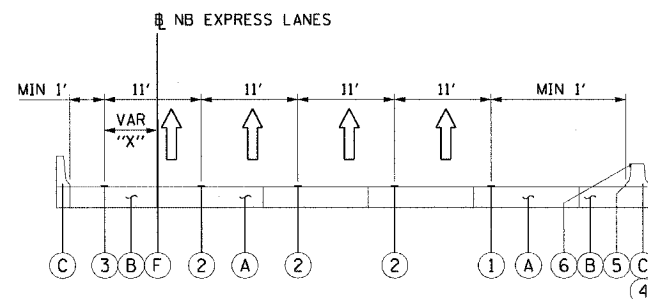 ℄ NB EXPRESS LANES
MIN 1' 11' 11' 11' 11' MIN 1'
VAR
"X"
C 3 B F 2 A 2 2 1 A 6 B 5 C
4